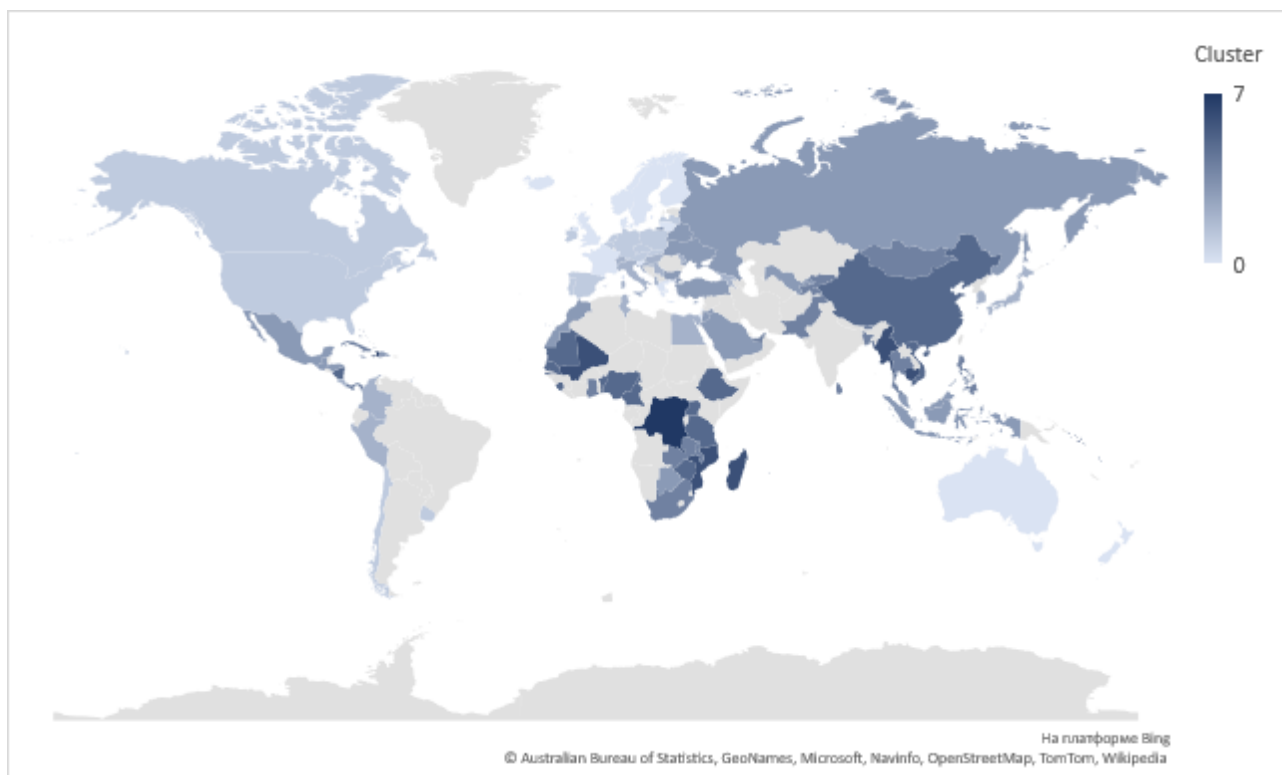 Cluster
7
0
На платформе Bing
© Australian Bureau of Statistics, GeoNames, Microsoft, Navinfo, OpenStreetMap, TomTom, Wikipedia